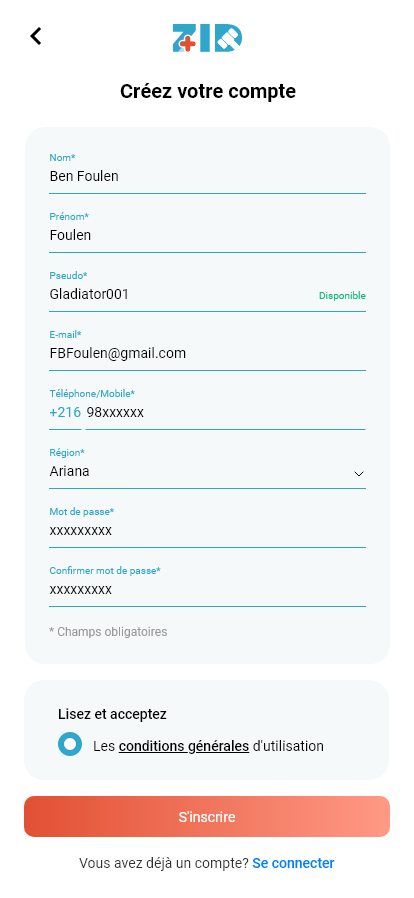 ZID
Créez votre compte
Nom*
Ben Foulen
Prénom*
Foulen
Pseudo*
Gladiator001 Disponible
E-mail*
FBFoulen@gmail.com
Téléphone/Mobile*
+216 98xxxxxx
Région*
Ariana
Mot de passe*
xxxxxxxxx
Confirmer mot de passe*
xxxxxxxxx
* Champs obligatoires
Lisez et acceptez
Les conditions générales d'utilisation
S'inscrire
Vous avez déjà un compte? Se connecter